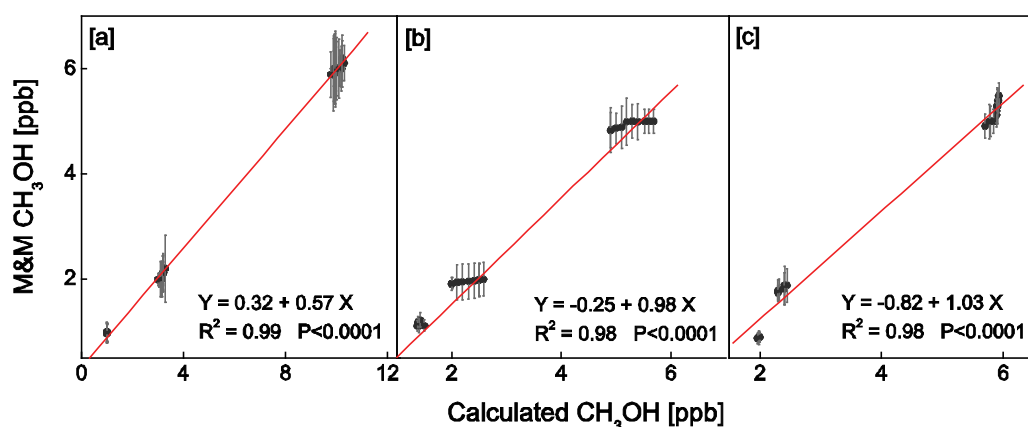 [a]
[b]
[c]
M&M CH₃OH [ppb]
6
4
2
Y = 0.32 + 0.57 X
R² = 0.99 P<0.0001
Y = -0.25 + 0.98 X
R² = 0.98 P<0.0001
Y = -0.82 + 1.03 X
R² = 0.98 P<0.0001
0 4 8 12 2 4 6 2 4 6
Calculated CH₃OH [ppb]